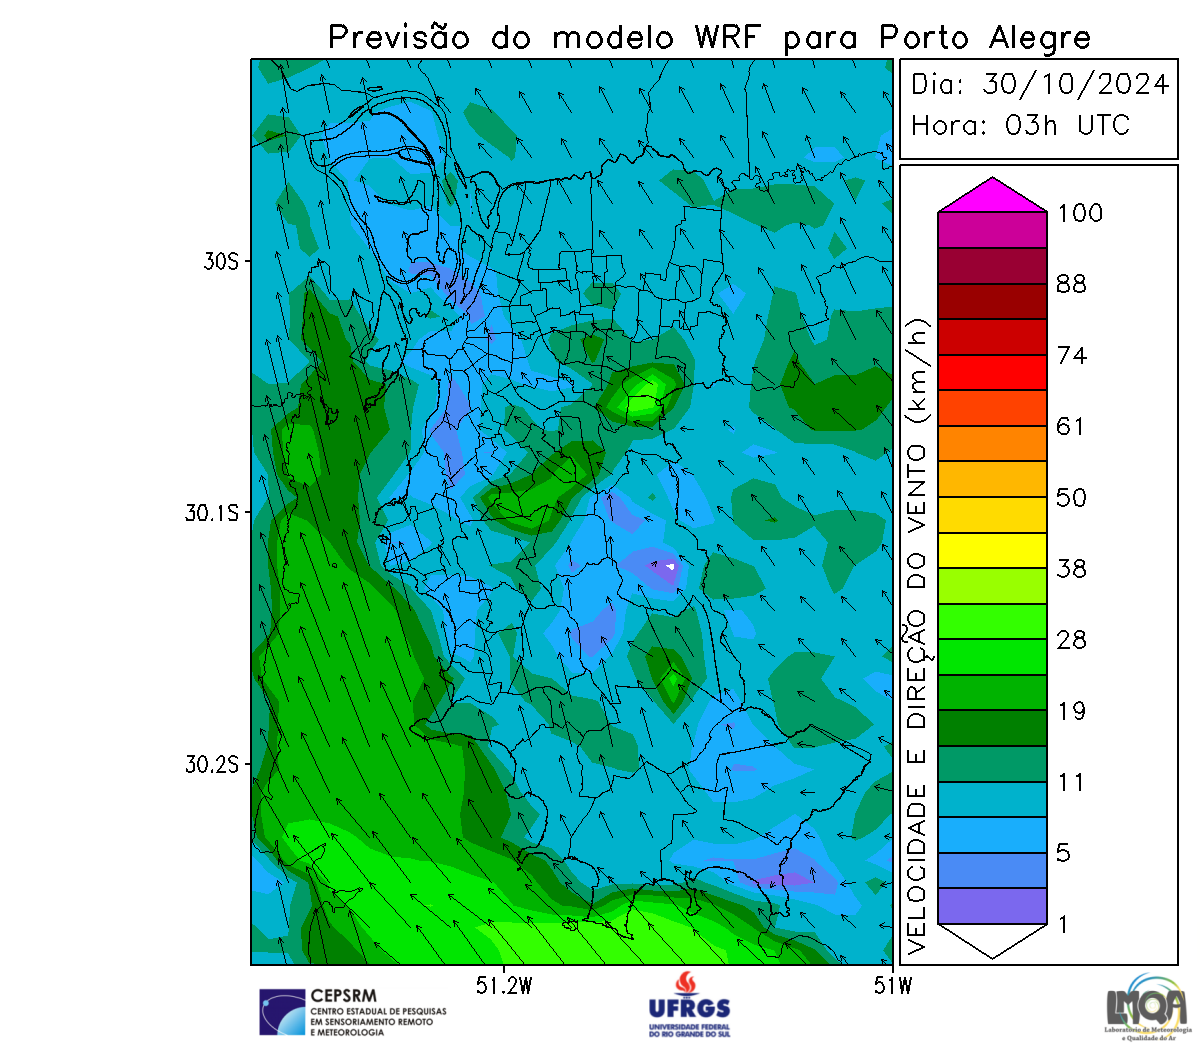 Previsão do modelo WRF para Porto Alegre
Dia: 30/10/2024
Hora: 03h UTC
100
88
74
61
50
38
28
19
11
5
1
VELOCIDADE E DIREÇÃO DO VENTO (km/h)
30S
30.1S
30.2S
51.2W
51W
CEPSRM
CENTRO ESTADUAL DE PESQUISAS
EM SENSORIAMENTO REMOTO
E METEOROLOGIA
UFRGS
UNIVERSIDADE FEDERAL
DO RIO GRANDE DO SUL
LMQA
Laboratório de Meteorologia
e Qualidade do Ar